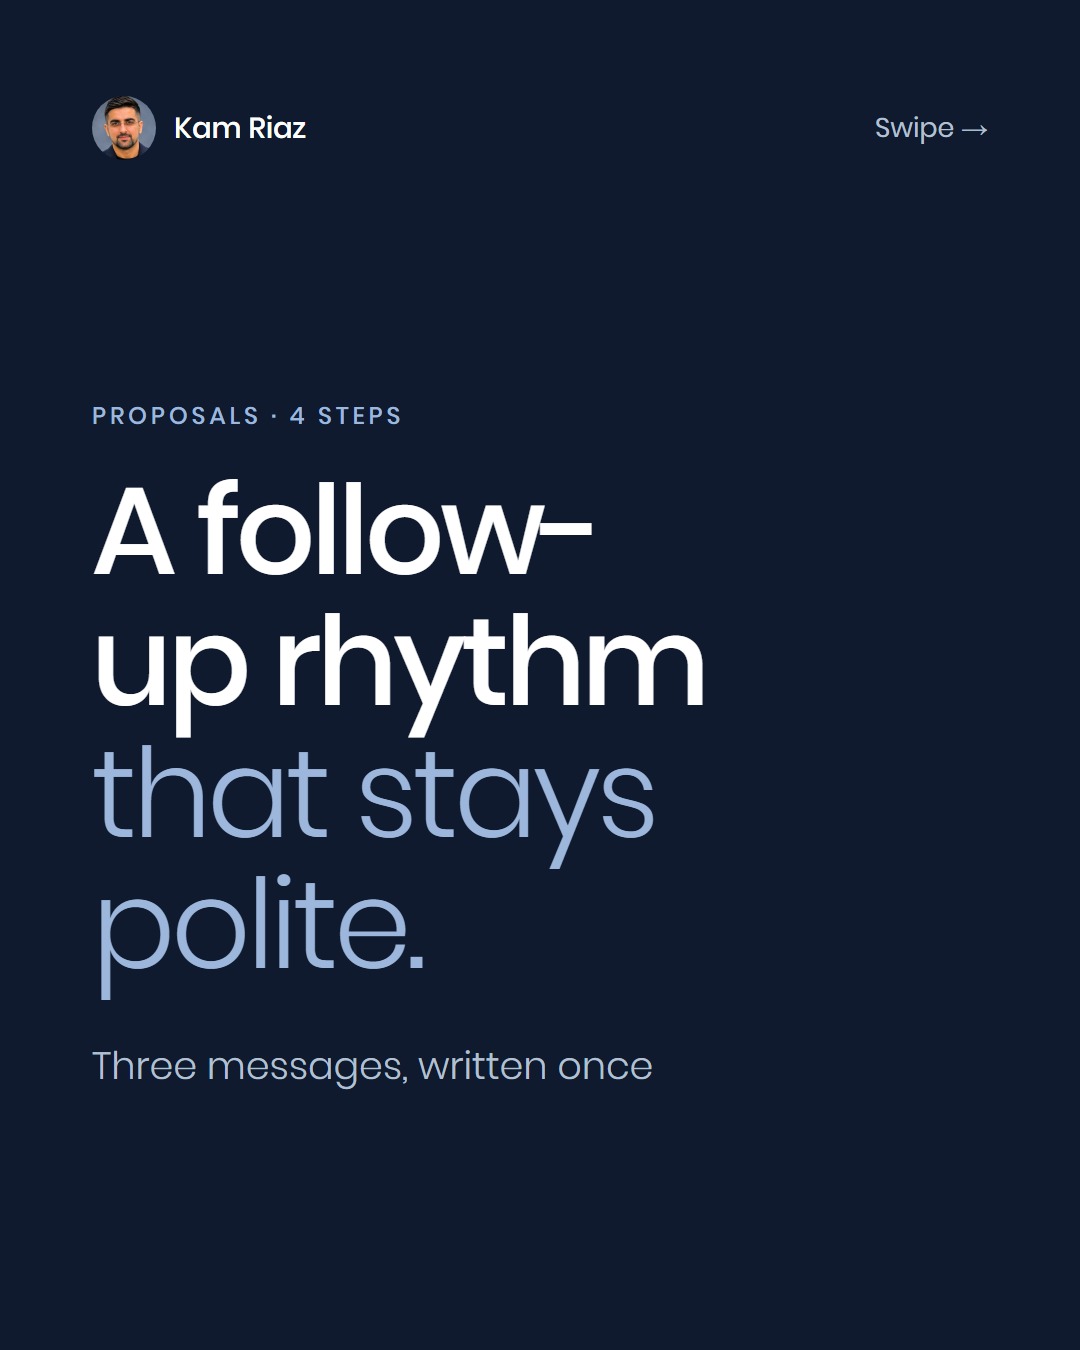 Kam Riaz
Swipe →
PROPOSALS · 4 STEPS
A follow-
up rhythm
that stays
polite.
Three messages, written once